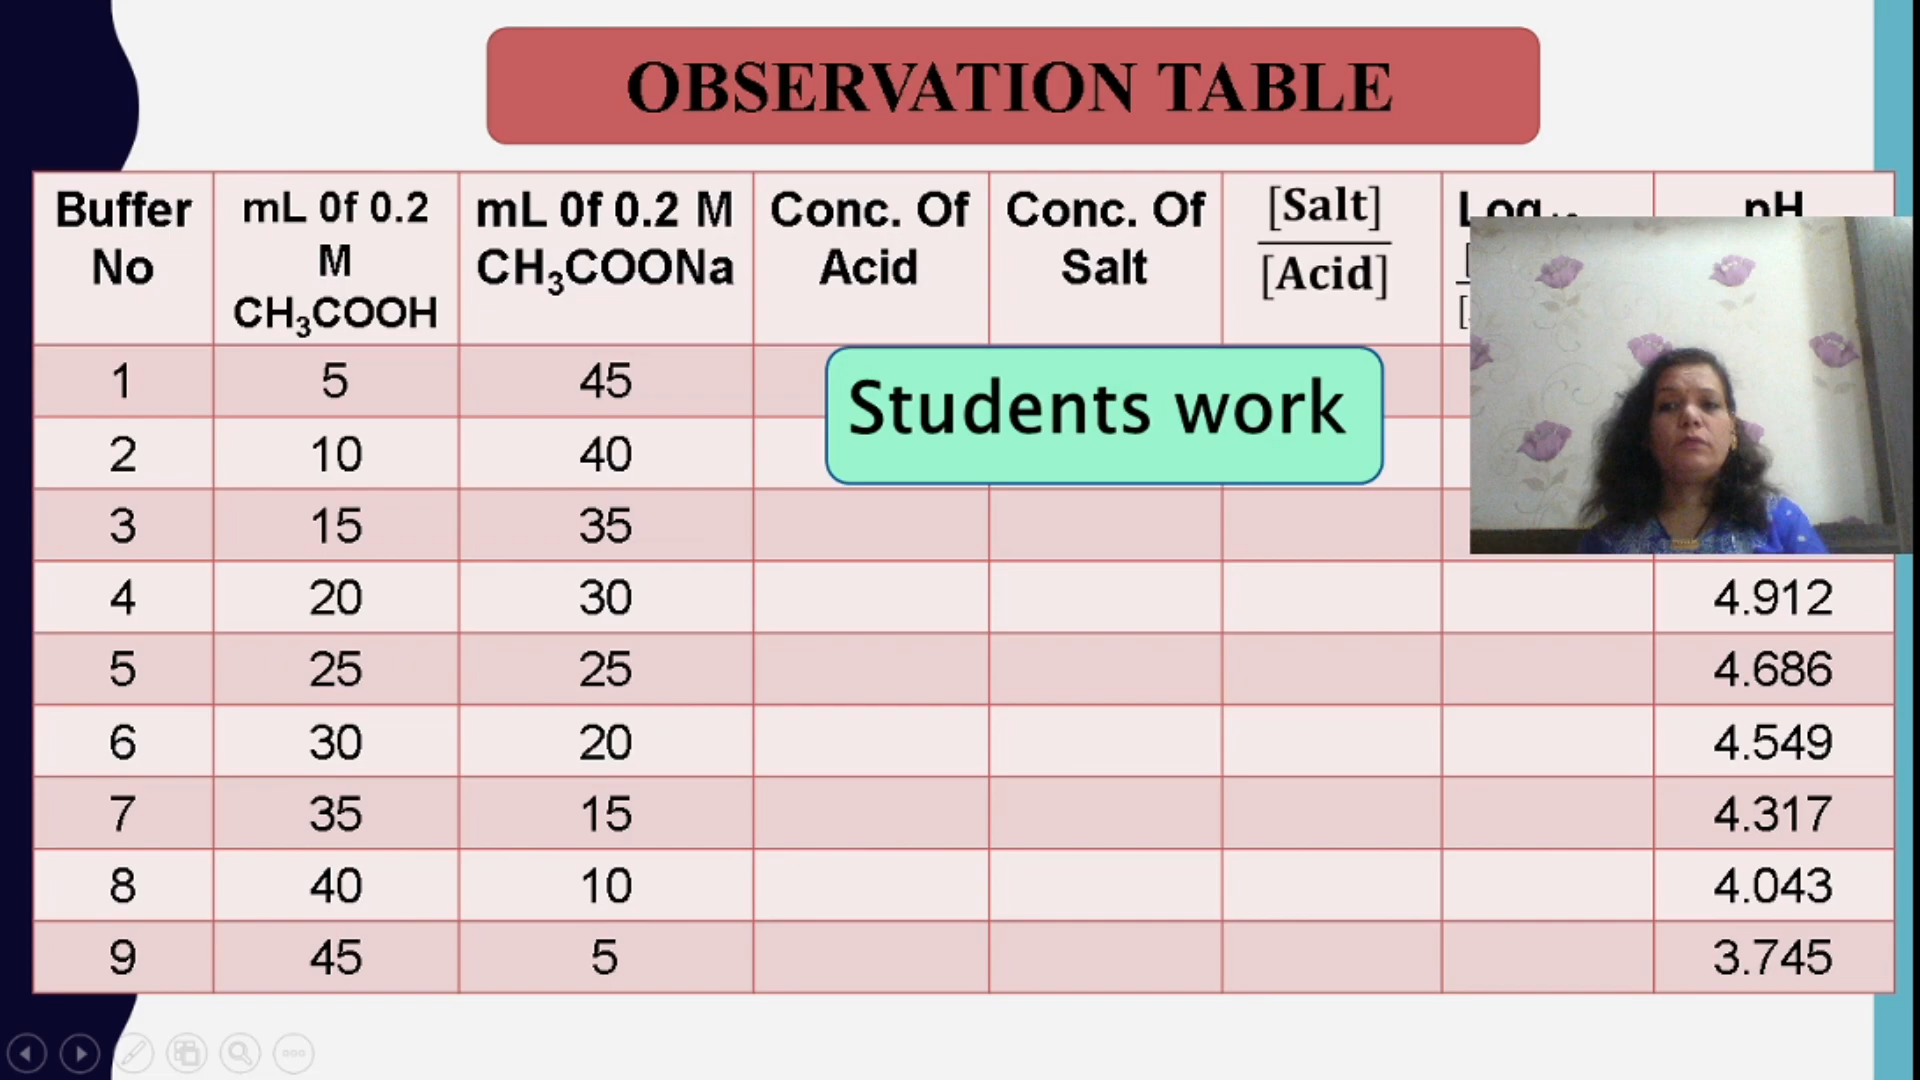 OBSERVATION TABLE
Buffer No | mL 0f 0.2 M CH₃COOH | mL 0f 0.2 M CH₃COONa | Conc. Of Acid | Conc. Of Salt | [Salt] / [Acid] | Log₁₀ | pH
1 | 5 | 45
Students work
2 | 10 | 40
3 | 15 | 35
4 | 20 | 30 | 4.912
5 | 25 | 25 | 4.686
6 | 30 | 20 | 4.549
7 | 35 | 15 | 4.317
8 | 40 | 10 | 4.043
9 | 45 | 5 | 3.745